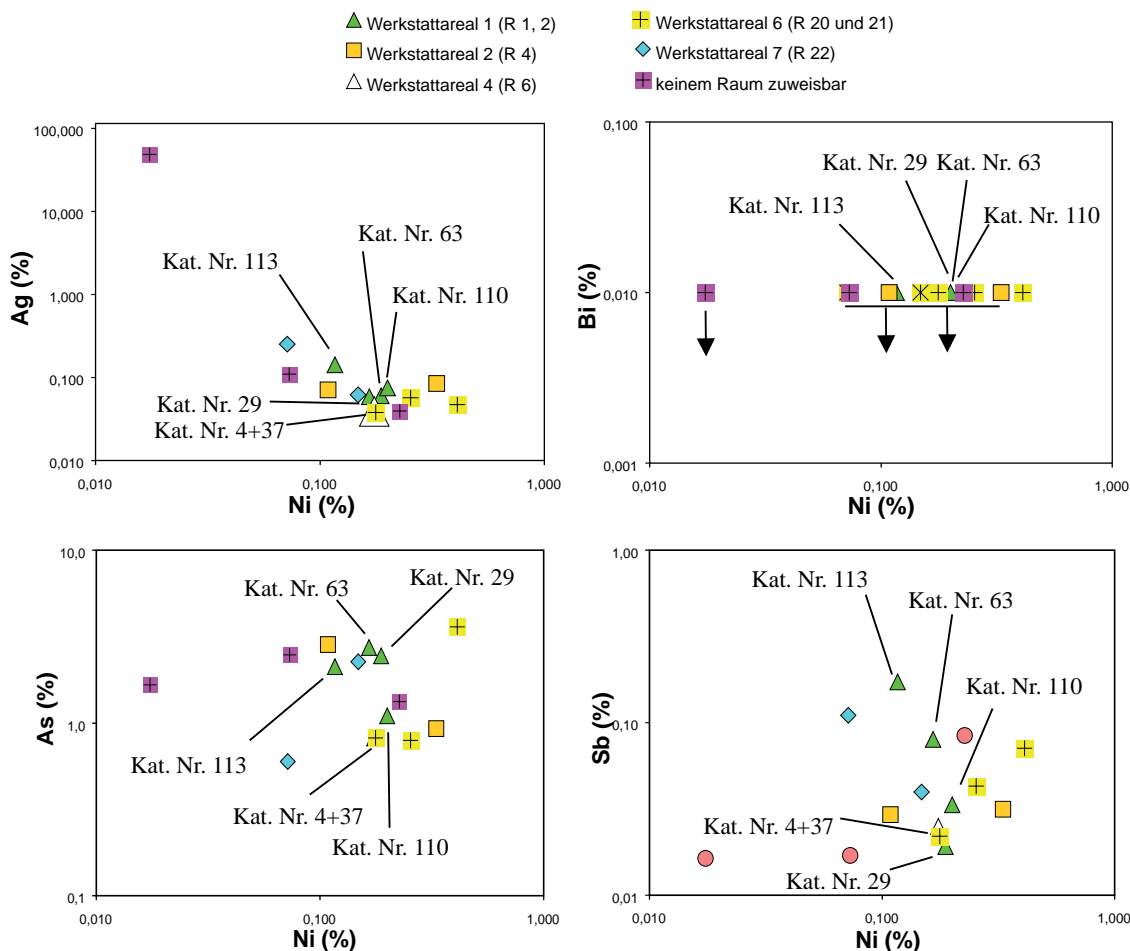 Werkstattareal 1 (R 1, 2)
Werkstattareal 2 (R 4)
Werkstattareal 4 (R 6)
Werkstattareal 6 (R 20 und 21)
Werkstattareal 7 (R 22)
keinem Raum zuweisbar
100,000
10,000
1,000
0,100
0,010
Ag (%)
Kat. Nr. 63
Kat. Nr. 113
Kat. Nr. 110
Kat. Nr. 29
Kat. Nr. 4+37
0,010
0,100
1,000
Ni (%)
0,100
0,010
0,001
Bi (%)
Kat. Nr. 29
Kat. Nr. 63
Kat. Nr. 113
Kat. Nr. 110
0,010
0,100
1,000
Ni (%)
10,0
1,0
0,1
As (%)
Kat. Nr. 29
Kat. Nr. 63
Kat. Nr. 113
Kat. Nr. 4+37
Kat. Nr. 110
0,010
0,100
1,000
Ni (%)
1,00
0,10
0,01
Sb (%)
Kat. Nr. 113
Kat. Nr. 63
Kat. Nr. 110
Kat. Nr. 4+37
Kat. Nr. 29
0,010
0,100
1,000
Ni (%)